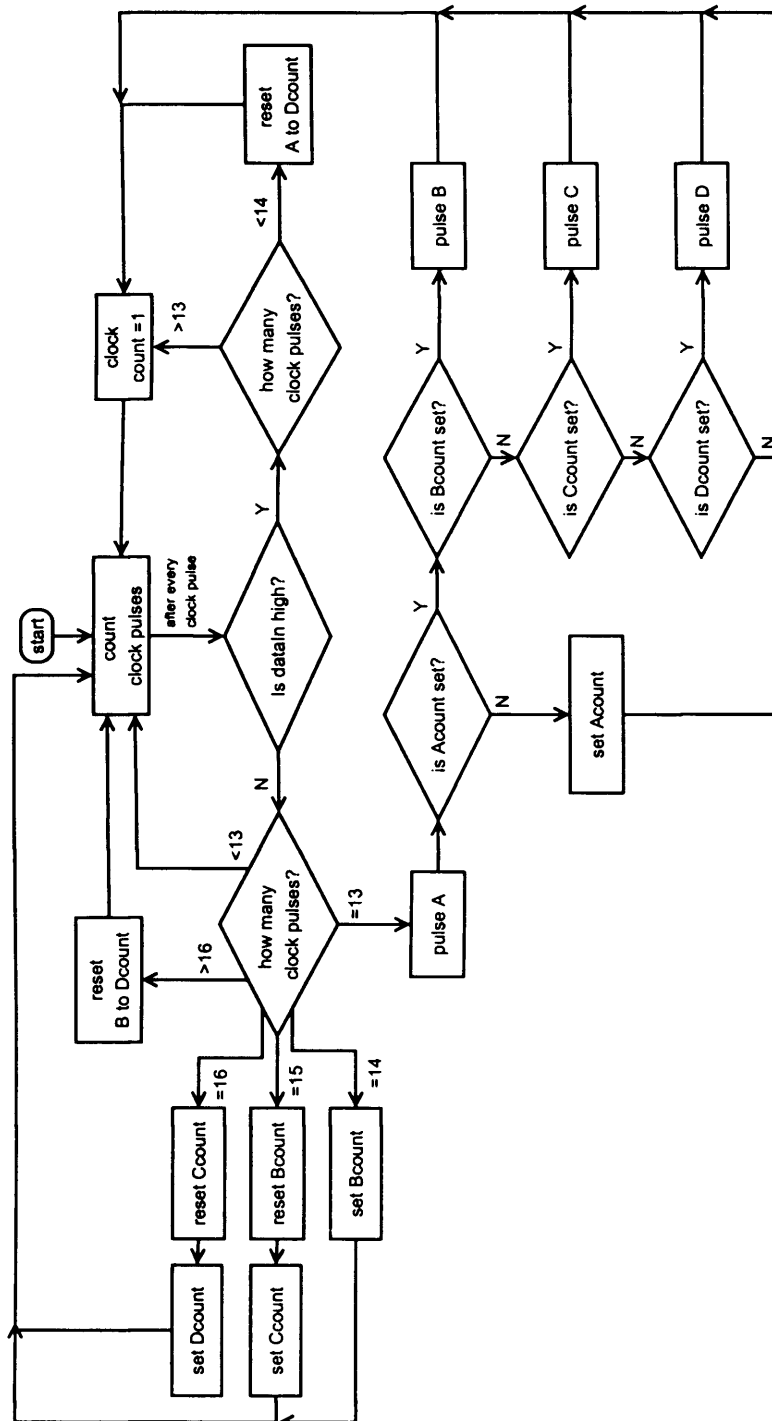 start
count
clock pulses
after every
clock pulse
clock
count =1
Is dataIn high?
Y
N
how many
clock pulses?
>13
<14
reset
A to Dcount
how many
clock pulses?
<13
>16
reset
B to Dcount
=16
reset Ccount
set Dcount
=15
reset Bcount
set Ccount
=14
set Bcount
=13
pulse A
is Acount set?
Y
N
set Acount
is Bcount set?
Y
pulse B
N
is Ccount set?
Y
pulse C
N
is Dcount set?
Y
pulse D
N